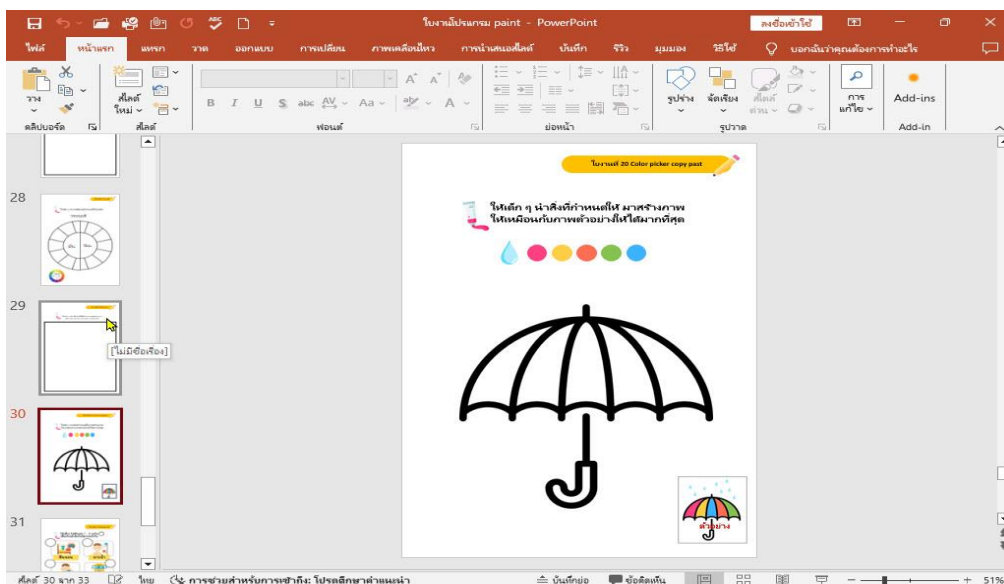 ใบงานโปรแกรม paint - PowerPoint
ลงชื่อเข้าใช้
ไฟล์ หน้าแรก แทรก วาด ออกแบบ การเปลี่ยน ภาพเคลื่อนไหว การนำเสนอสไลด์ บันทึก รีวิว มุมมอง วิธีใช้ บอกฉันว่าคุณต้องการทำอะไร
วาง
สไลด์
ใหม่
B I U S abc AV Aa A
รูปร่าง
จัดเรียง
สไตล์
ด่วน
การ
แก้ไข
Add-ins
คลิปบอร์ด สไลด์ ฟอนต์ ย่อหน้า รูปวาด Add-in
28
29
[ไม่มีชื่อเรื่อง]
30
31
ใบงานที่ 20 Color picker copy past
ให้เด็ก ๆ นำสิ่งที่กำหนดให้ มาสร้างภาพ
ให้เหมือนกับภาพตัวอย่างให้ได้มากที่สุด
ตัวอย่าง
สไลด์ 30 จาก 33 ไทย การช่วยสำหรับการเข้าถึง: โปรดศึกษาคำแนะนำ บันทึกย่อ ข้อคิดเห็น 51%